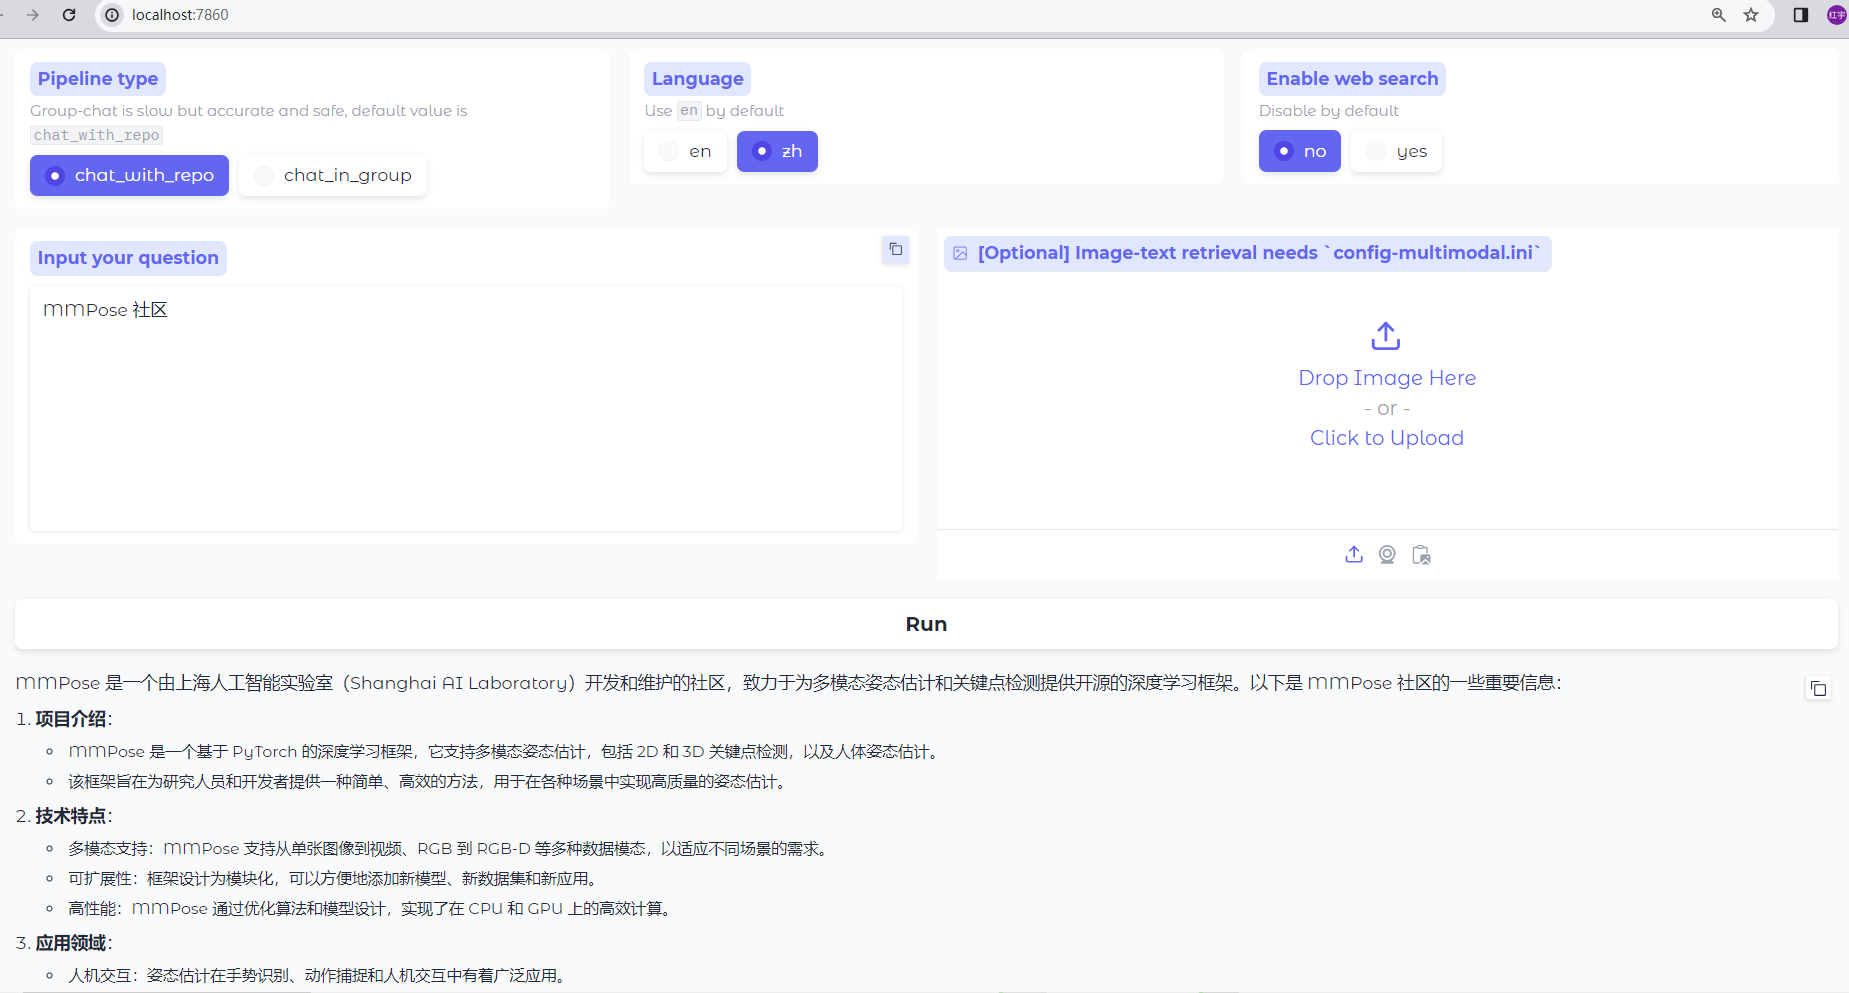 localhost:7860
红宇
Pipeline type
Group-chat is slow but accurate and safe, default value is
chat_with_repo
chat_with_repo
chat_in_group
Language
Use en by default
en
zh
Enable web search
Disable by default
no
yes
Input your question
MMPose 社区
[Optional] Image-text retrieval needs `config-multimodal.ini`
Drop Image Here
- or -
Click to Upload
Run
MMPose 是一个由上海人工智能实验室（Shanghai AI Laboratory）开发和维护的社区，致力于为多模态姿态估计和关键点检测提供开源的深度学习框架。以下是 MMPose 社区的一些重要信息：
1. 项目介绍：
MMPose 是一个基于 PyTorch 的深度学习框架，它支持多模态姿态估计，包括 2D 和 3D 关键点检测，以及人体姿态估计。
该框架旨在为研究人员和开发者提供一种简单、高效的方法，用于在各种场景中实现高质量的姿态估计。
2. 技术特点：
多模态支持：MMPose 支持从单张图像到视频、RGB 到 RGB-D 等多种数据模态，以适应不同场景的需求。
可扩展性：框架设计为模块化，可以方便地添加新模型、新数据集和新应用。
高性能：MMPose 通过优化算法和模型设计，实现了在 CPU 和 GPU 上的高效计算。
3. 应用领域：
人机交互：姿态估计在手势识别、动作捕捉和人机交互中有着广泛应用。